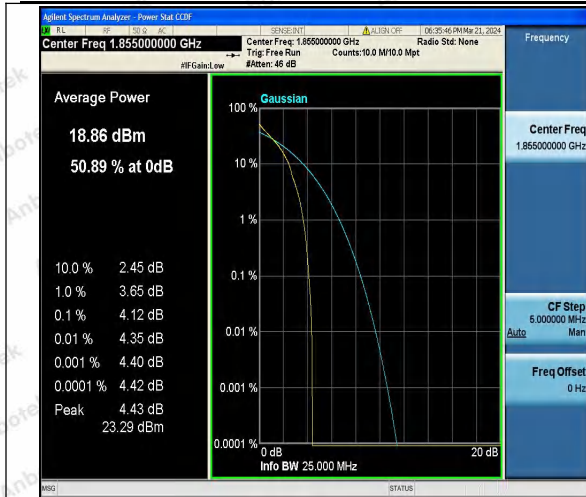 Agilent Spectrum Analyzer - Power Stat CCDF
RL RF 50 Ω AC SENSE:INT ALIGN OFF 06:35:46 PM Mar 21, 2024
Center Freq 1.855000000 GHz
Center Freq: 1.855000000 GHz Radio Std: None
Trig: Free Run Counts:10.0 M/10.0 Mpt
#IFGain:Low #Atten: 46 dB
Frequency
Average Power
18.86 dBm
50.89 % at 0dB
10.0 % 2.45 dB
1.0 % 3.65 dB
0.1 % 4.12 dB
0.01 % 4.35 dB
0.001 % 4.40 dB
0.0001 % 4.42 dB
Peak 4.43 dB
23.29 dBm
Gaussian
100 %
10 %
1 %
0.1 %
0.01 %
0.001 %
0.0001 %
0 dB 20 dB
Info BW 25.000 MHz
Center Freq
1.855000000 GHz
CF Step
5.000000 MHz
Auto Man
Freq Offset
0 Hz
MSG STATUS